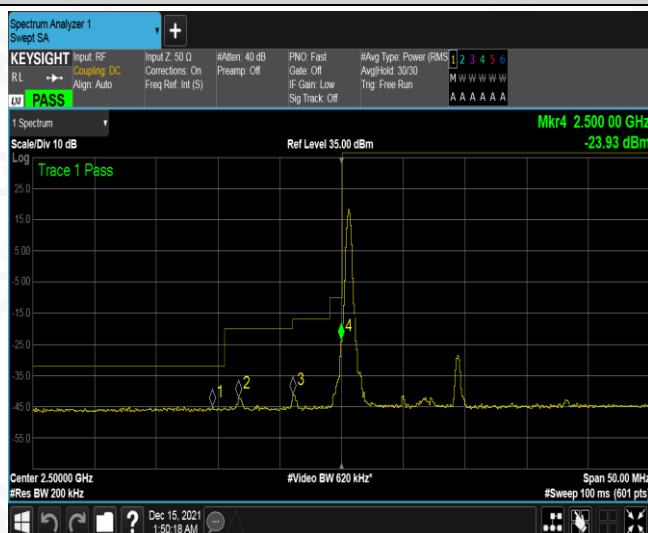 Spectrum Analyzer 1
Swept SA
+
KEYSIGHT
RL
LXI PASS
Input: RF
Coupling: DC
Align: Auto
Input Z: 50 Ω
Corrections: On
Freq Ref: Int (S)
#Atten: 40 dB
Preamp: Off
PNO: Fast
Gate: Off
IF Gain: Low
Sig Track: Off
#Avg Type: Power (RMS
Avg|Hold: 30/30
Trig: Free Run
1 2 3 4 5 6
M W W W W W
A A A A A A
1 Spectrum
Mkr4 2.500 00 GHz
Scale/Div 10 dB
Ref Level 35.00 dBm
-23.93 dBm
Log
Trace 1 Pass
25.0
15.0
5.00
-5.00
-15.0
4
-25.0
-35.0
1 2 3
-45.0
-55.0
Center 2.50000 GHz
#Video BW 620 kHz*
Span 50.00 MHz
#Res BW 200 kHz
#Sweep 100 ms (601 pts)
?
Dec 15, 2021
1:50:18 AM